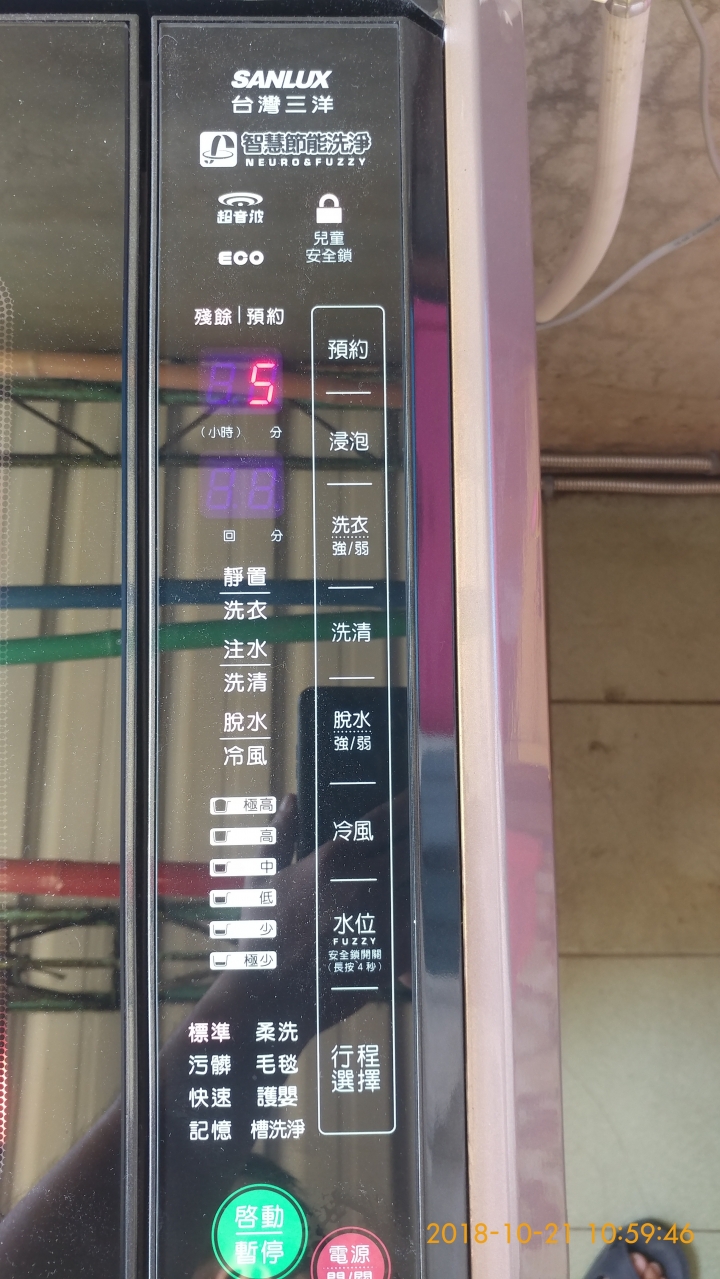 SANLUX
台灣三洋
智慧節能洗淨
NEURO&FUZZY
超音波
兒童
安全鎖
ECO
殘餘|預約
5
(小時) 分
回 分
靜置
洗衣
注水
洗清
脫水
冷風
極高
高
中
低
少
極少
標準 柔洗
污髒 毛毯
快速 護嬰
記憶 槽洗淨
預約
浸泡
洗衣
強/弱
洗清
脫水
強/弱
冷風
水位
FUZZY
安全鎖開關
(長按4秒)
行程
選擇
啓動
暫停
電源
2018-10-21 10:59:46